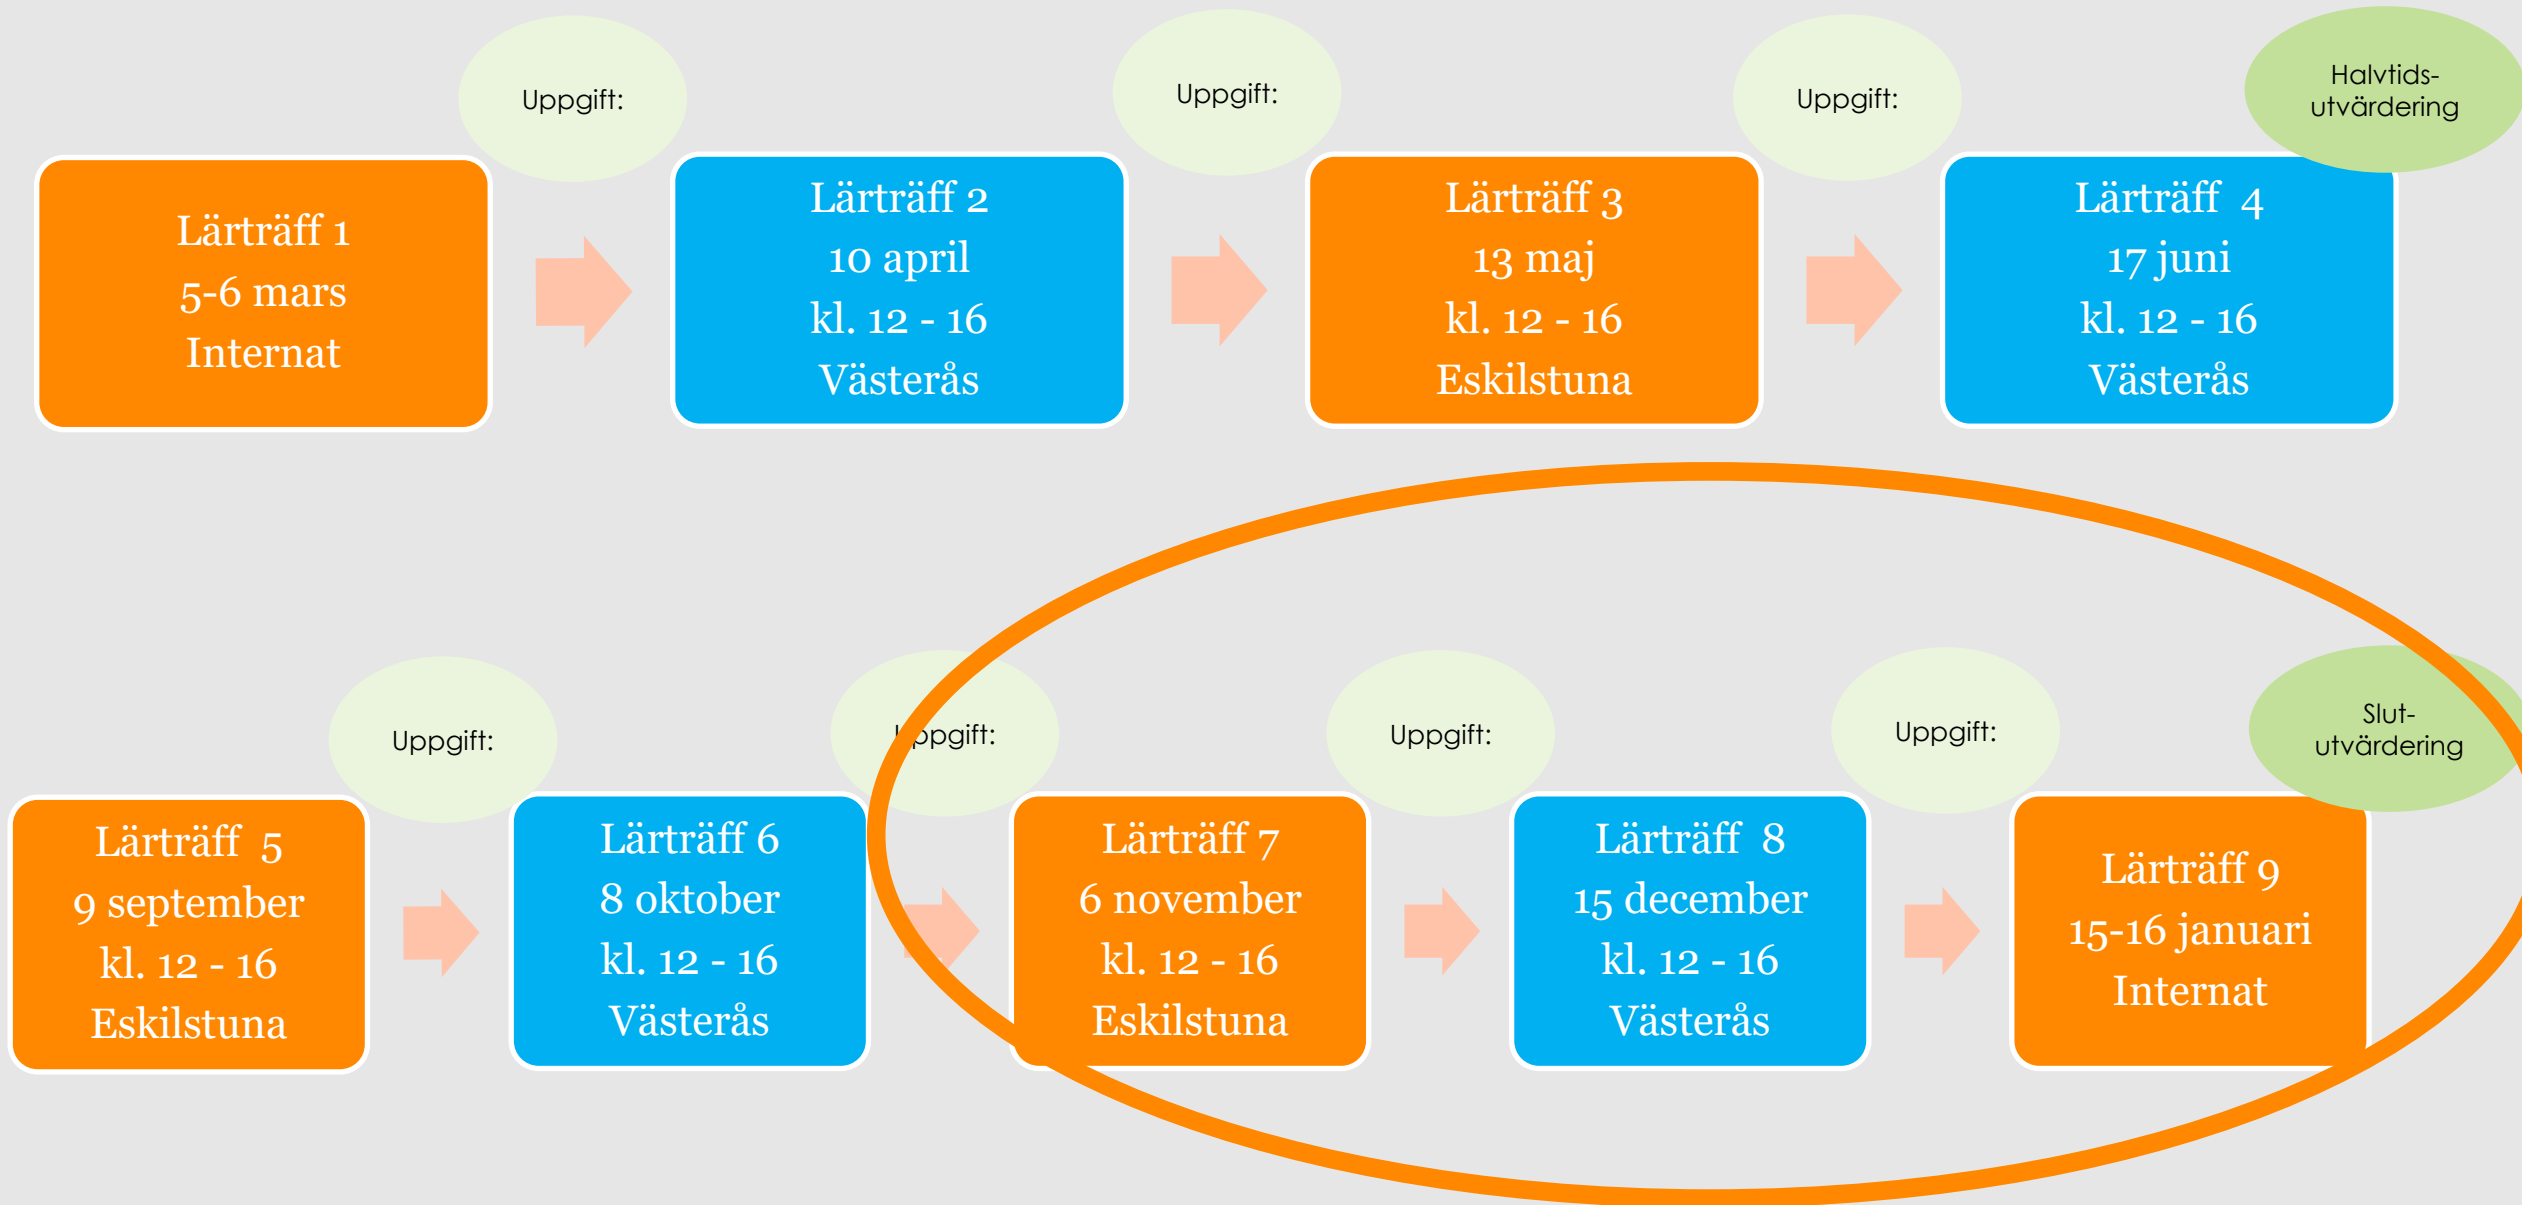 Lärträff 1
5-6 mars
Internat
Uppgift:
Lärträff 2
10 april
kl. 12 - 16
Västerås
Uppgift:
Lärträff 3
13 maj
kl. 12 - 16
Eskilstuna
Uppgift:
Lärträff 4
17 juni
kl. 12 - 16
Västerås
Halvtids-
utvärdering
Lärträff 5
9 september
kl. 12 - 16
Eskilstuna
Uppgift:
Lärträff 6
8 oktober
kl. 12 - 16
Västerås
Uppgift:
Lärträff 7
6 november
kl. 12 - 16
Eskilstuna
Uppgift:
Lärträff 8
15 december
kl. 12 - 16
Västerås
Uppgift:
Lärträff 9
15-16 januari
Internat
Slut-
utvärdering